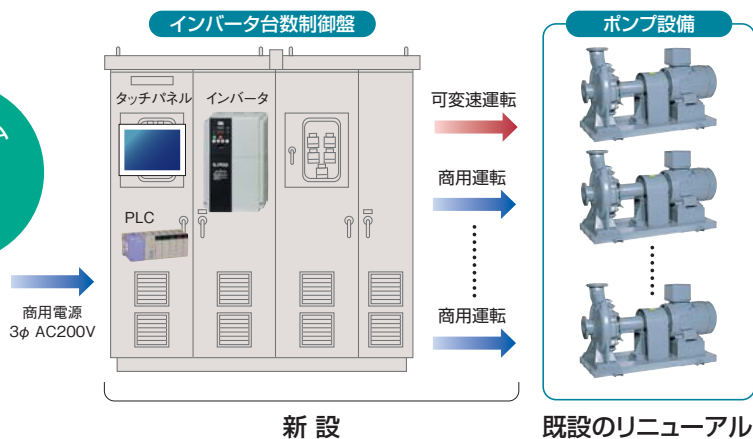 インバータ台数制御盤
ポンプ設備
タッチパネル
インバータ
可変速運転
商用運転
PLC
商用電源
3φ AC200V
商用運転
新 設
既設のリニューアル